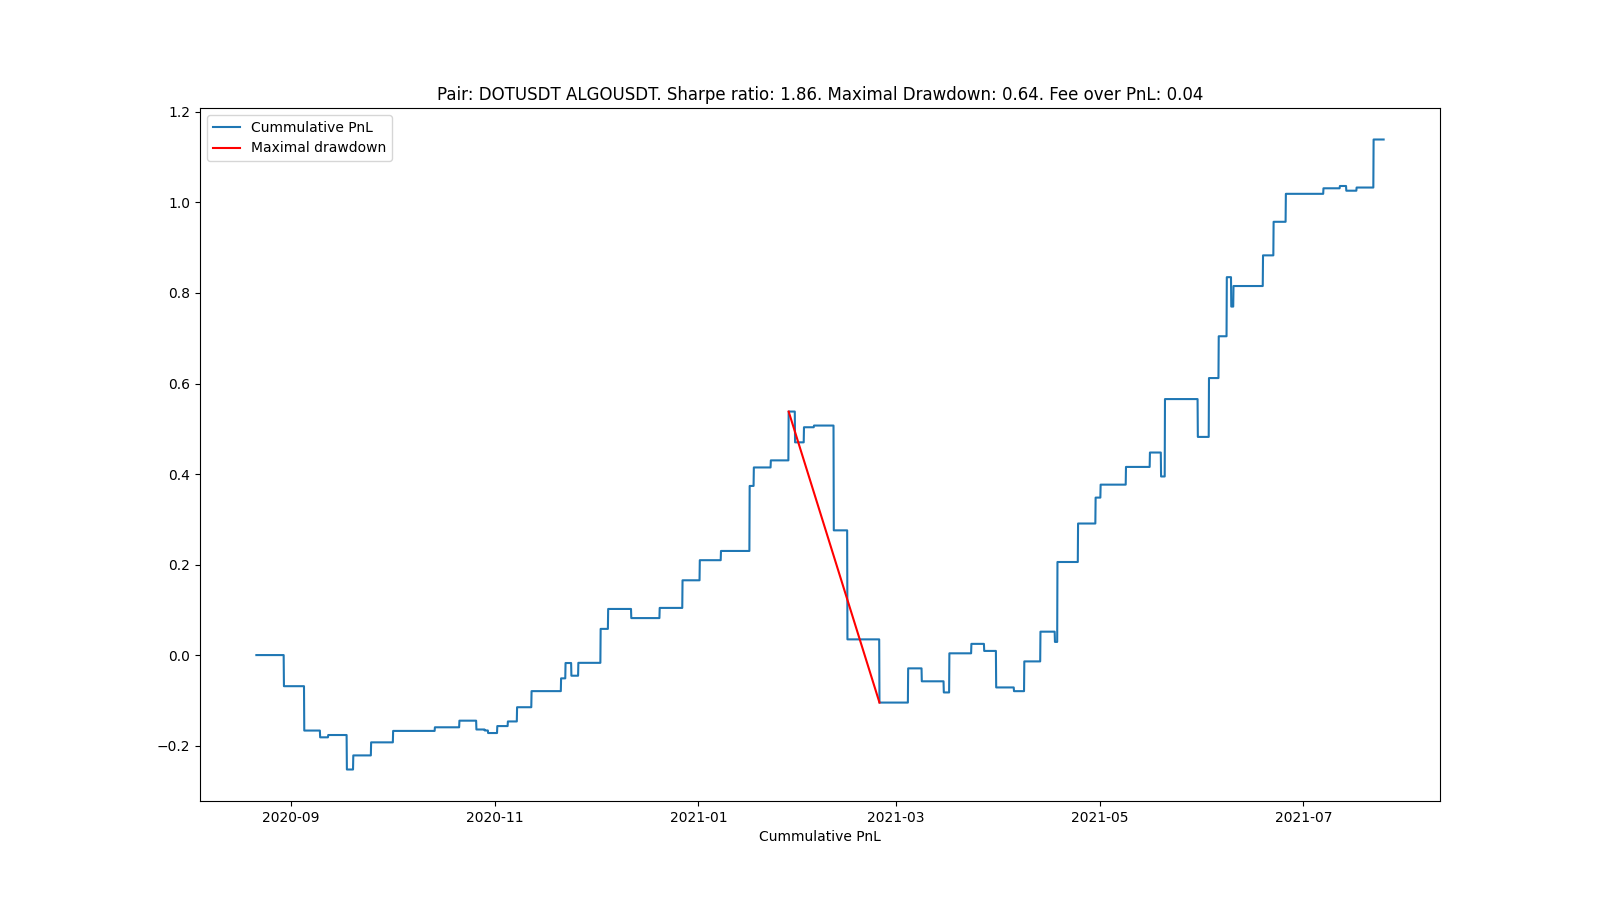 Pair: DOTUSDT ALGOUSDT. Sharpe ratio: 1.86. Maximal Drawdown: 0.64. Fee over PnL: 0.04
Cummulative PnL
Maximal drawdown
1.2
1.0
0.8
0.6
0.4
0.2
0.0
−0.2
2020-09 2020-11 2021-01 2021-03 2021-05 2021-07
Cummulative PnL